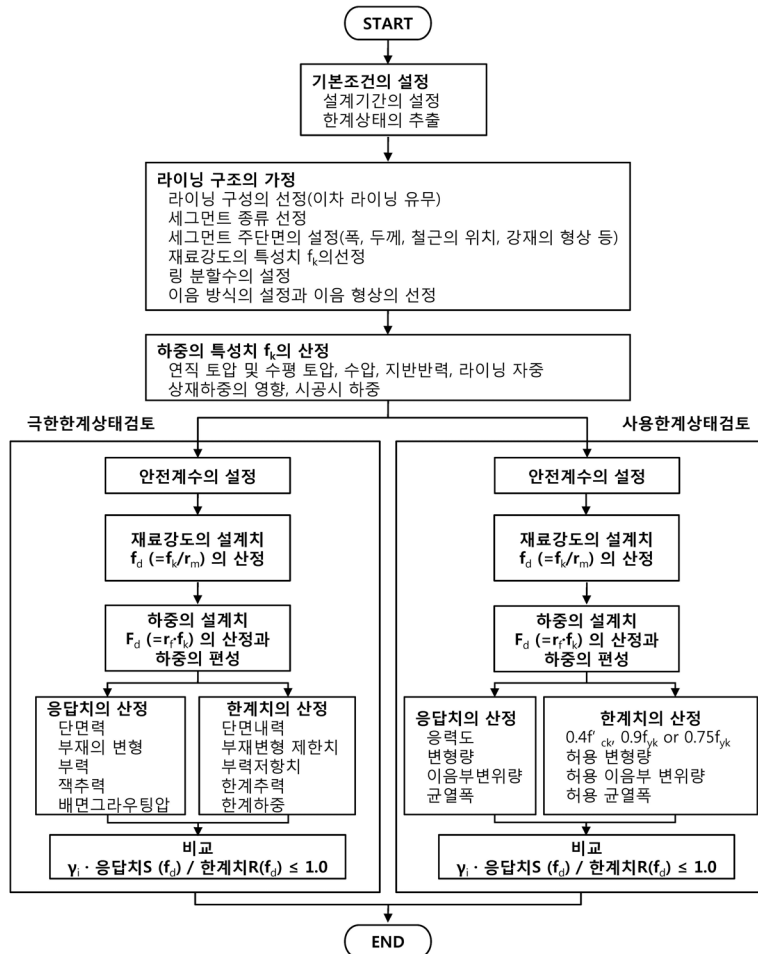 START
기본조건의 설정
설계기간의 설정
한계상태의 추출
라이닝 구조의 가정
라이닝 구성의 선정(이차 라이닝 유무)
세그먼트 종류 선정
세그먼트 주단면의 설정(폭, 두께, 철근의 위치, 강재의 형상 등)
재료강도의 특성치 fk의선정
링 분할수의 설정
이음 방식의 설정과 이음 형상의 선정
하중의 특성치 fk의 산정
연직 토압 및 수평 토압, 수압, 지반반력, 라이닝 자중
상재하중의 영향, 시공시 하중
극한한계상태검토
안전계수의 설정
재료강도의 설계치
fd (=fk/rm) 의 산정
하중의 설계치
Fd (=rf·fk) 의 산정과
하중의 편성
응답치의 산정
단면력
부재의 변형
부력
잭추력
배면그라우팅압
한계치의 산정
단면내력
부재변형 제한치
부력저항치
한계추력
한계하중
비교
γi · 응답치S (fd) / 한계치R(fd) ≤ 1.0
사용한계상태검토
안전계수의 설정
재료강도의 설계치
fd (=fk/rm) 의 산정
하중의 설계치
Fd (=rf·fk) 의 산정과
하중의 편성
응답치의 산정
응력도
변형량
이음부변위량
균열폭
한계치의 산정
0.4f′ck, 0.9fyk or 0.75fyk
허용 변형량
허용 이음부 변위량
허용 균열폭
비교
γi · 응답치S (fd) / 한계치R(fd) ≤ 1.0
END